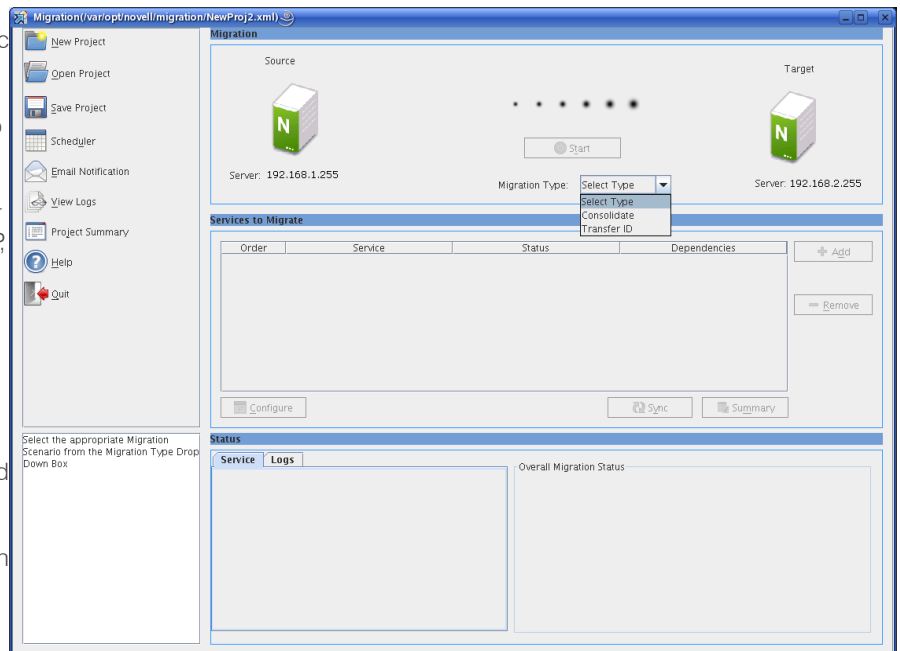 Migration(/var/opt/novell/migration/NewProj2.xml)
New Project
Open Project
Save Project
Scheduler
Email Notification
View Logs
Project Summary
Help
Quit
Select the appropriate Migration
Scenario from the Migration Type Drop
Down Box
Migration
Source
Target
N
N
Start
Server: 192.168.1.255
Server: 192.168.2.255
Migration Type: Select Type
Select Type
Consolidate
Transfer ID
Services to Migrate
Order Service Status Dependencies
Add
Remove
Configure
Sync
Summary
Status
Service Logs
Overall Migration Status